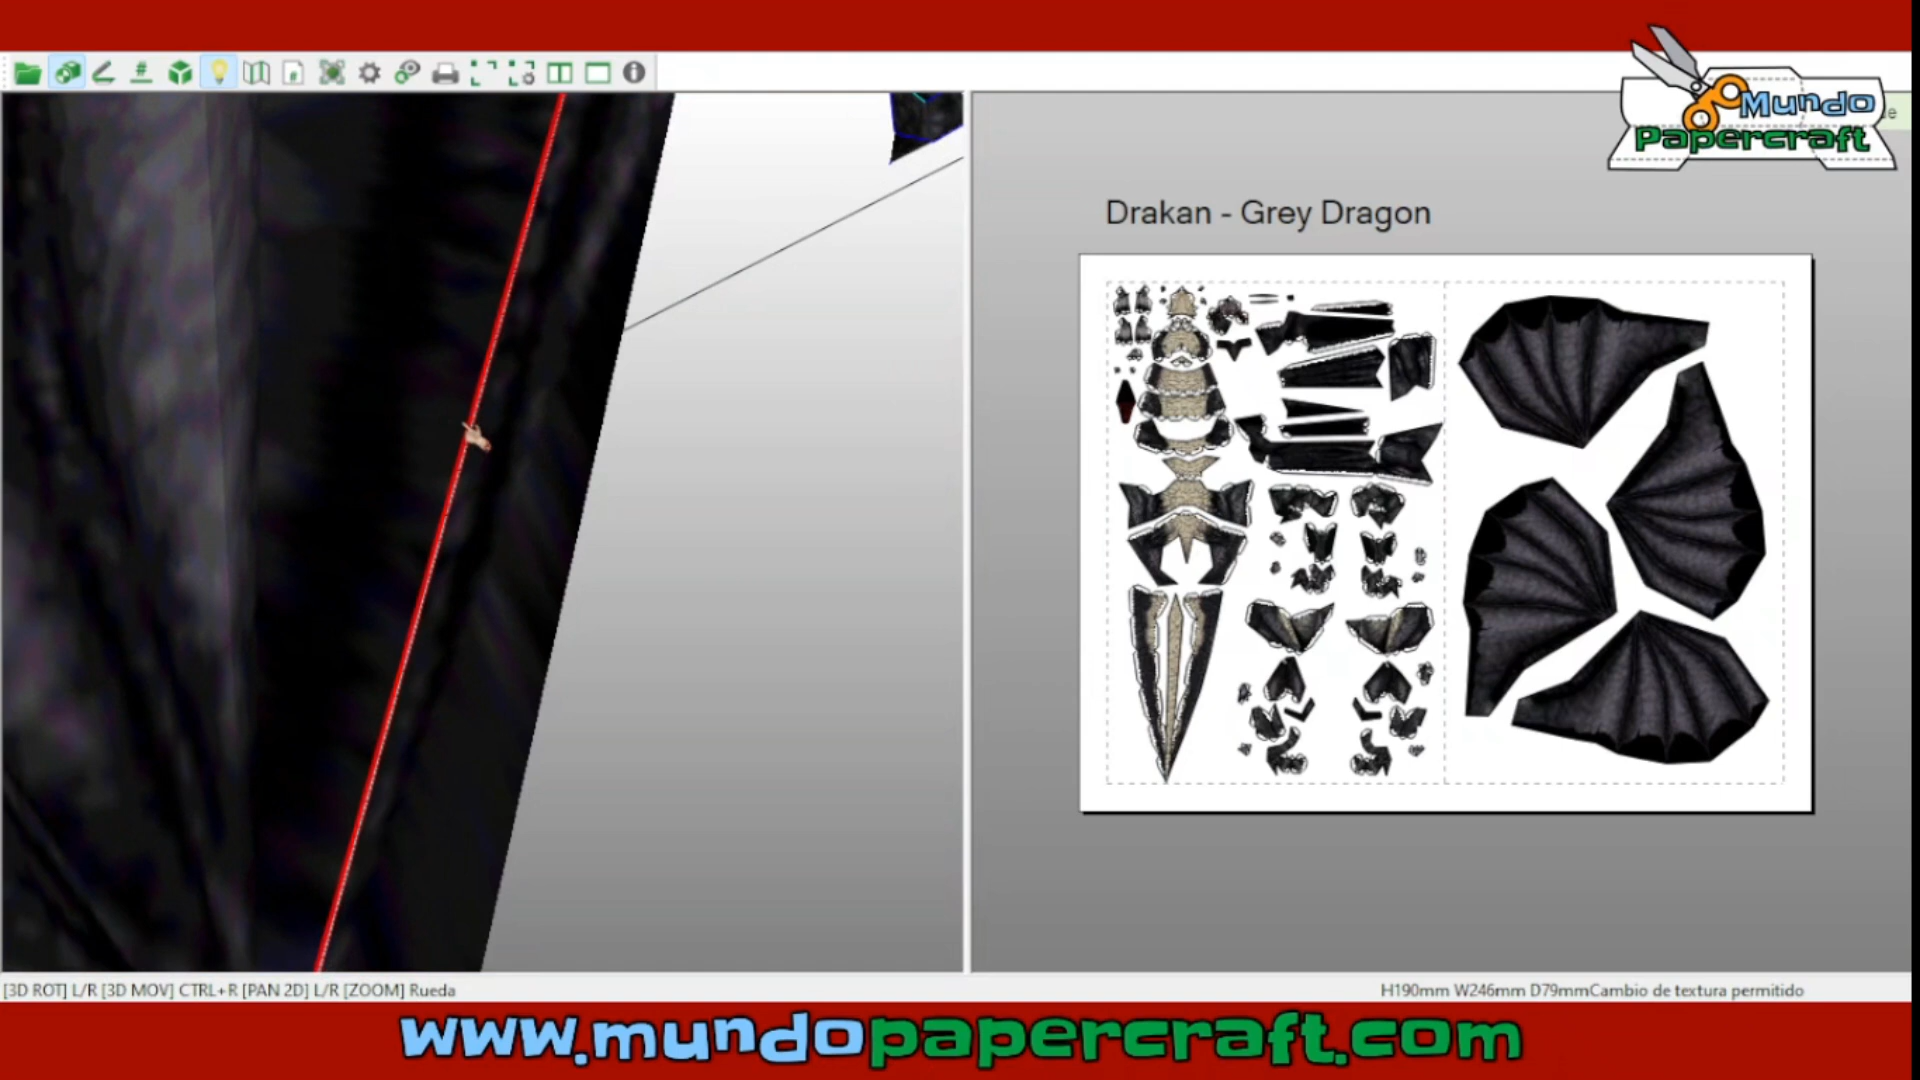 Mundo
Papercraft
Drakan - Grey Dragon
[3D ROT] L/R [3D MOV] CTRL+R [PAN 2D] L/R [ZOOM] Rueda
H190mm W246mm D79mmCambio de textura permitido
www.mundopapercraft.com